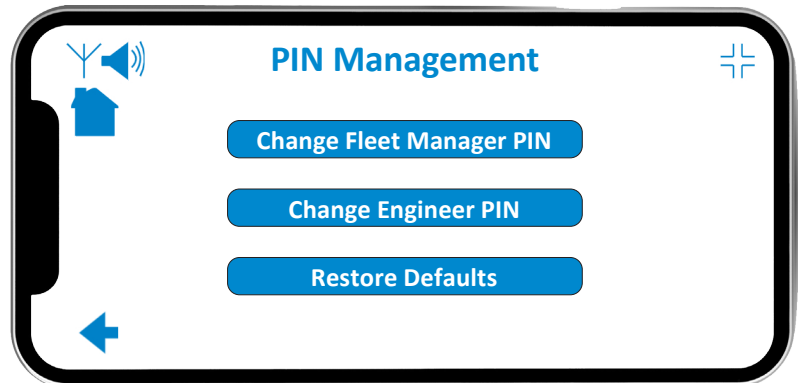 PIN Management
Change Fleet Manager PIN
Change Engineer PIN
Restore Defaults